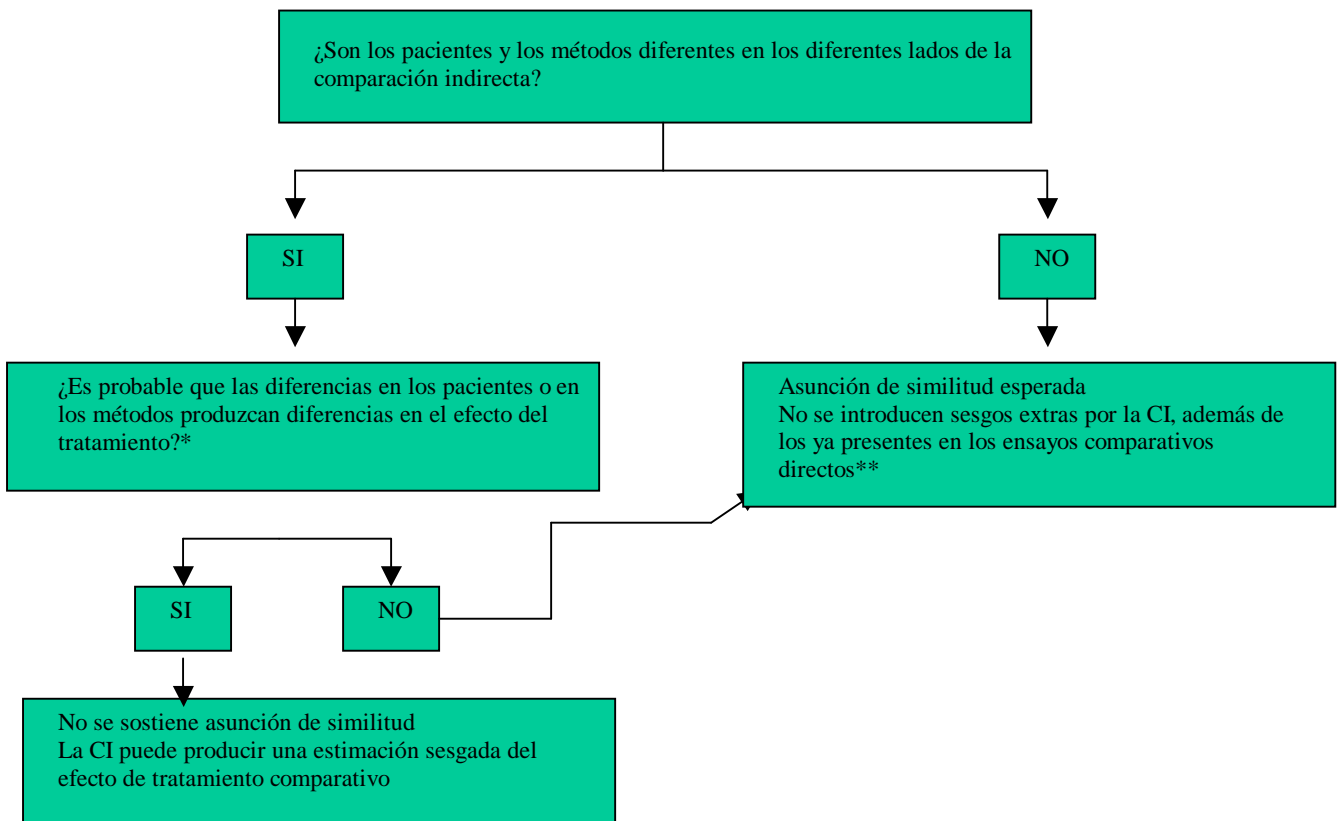 ¿Son los pacientes y los métodos diferentes en los diferentes lados de la
comparación indirecta?
SI
NO
¿Es probable que las diferencias en los pacientes o en
los métodos produzcan diferencias en el efecto del
tratamiento?*
Asunción de similitud esperada
No se introducen sesgos extras por la CI, además de
los ya presentes en los ensayos comparativos
directos**
SI
NO
No se sostiene asunción de similitud
La CI puede producir una estimación sesgada del
efecto de tratamiento comparativo